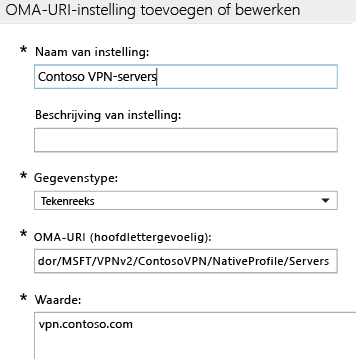 OMA-URI-instelling toevoegen of bewerken
* Naam van instelling:
Contoso VPN-servers
Beschrijving van instelling:
* Gegevenstype:
Tekenreeks
* OMA-URI (hoofdlettergevoelig):
dor/MSFT/VPNv2/ContosoVPN/NativeProfile/Servers
* Waarde:
vpn.contoso.com